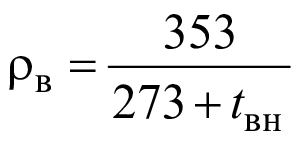 ρв = 353 / (273 + tвн)